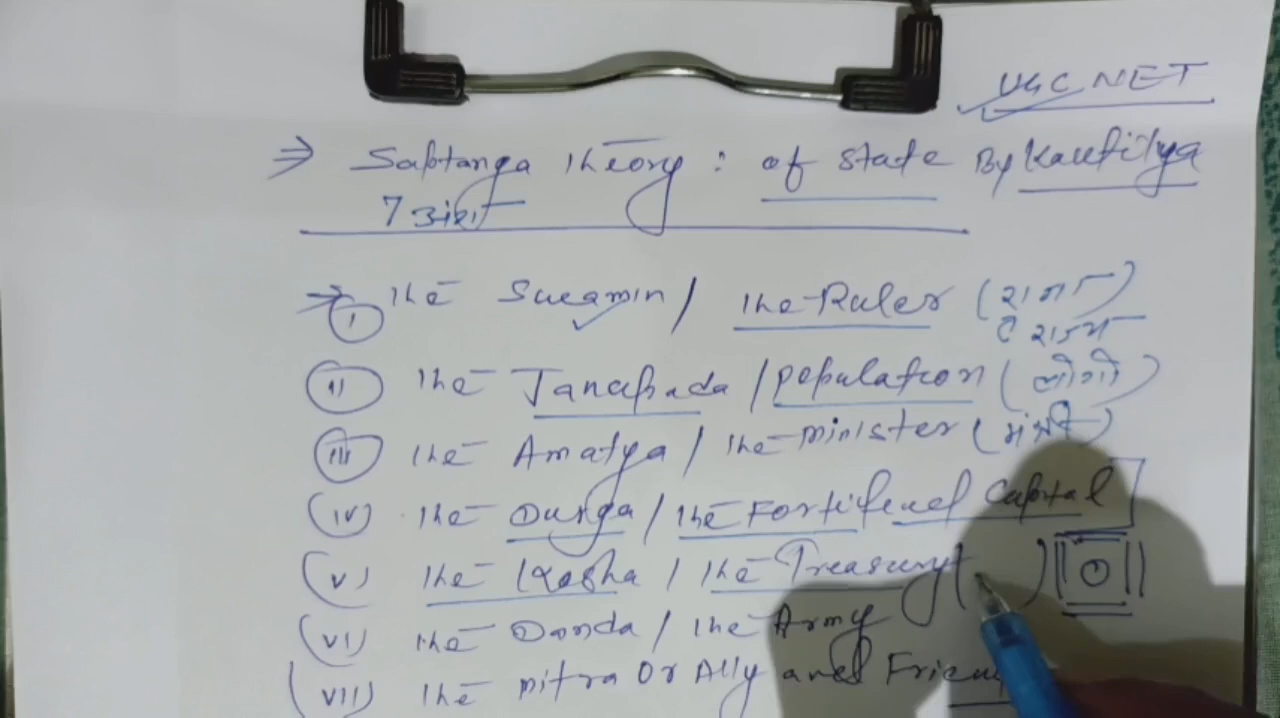 UGC NET
⇒ Saptanga Theory : of State By Kautilya
7 अंग
→ (I) The Swamin / The Ruler (राजा
राज्य
(II) The Janapada / Population (लोगो)
(III) The Amatya / The Minister (मंत्री)
(IV) The Durga / The Fortified Capital
(V) The Kosha / The Treasury ( )
(VI) The Danda / The Army
(VII) The Mitra Or Ally and